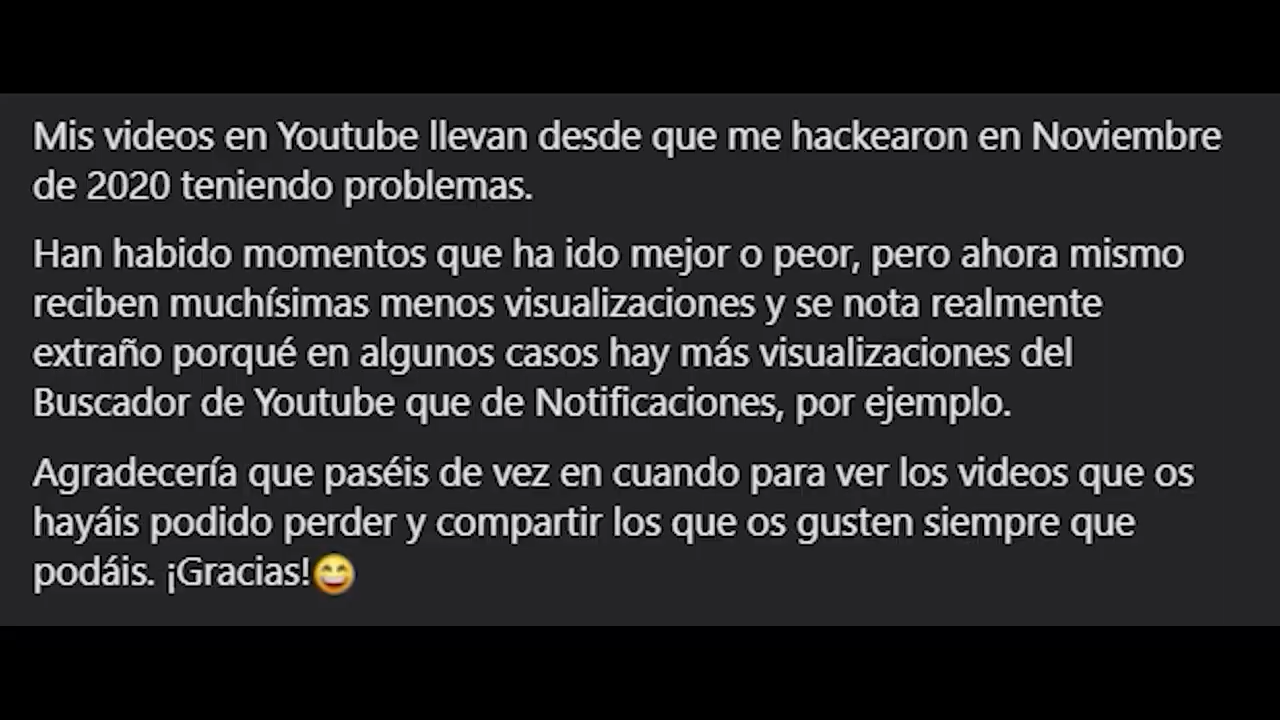 Mis videos en Youtube llevan desde que me hackearon en Noviembre
de 2020 teniendo problemas.
Han habido momentos que ha ido mejor o peor, pero ahora mismo
reciben muchísimas menos visualizaciones y se nota realmente
extraño porqué en algunos casos hay más visualizaciones del
Buscador de Youtube que de Notificaciones, por ejemplo.
Agradecería que paséis de vez en cuando para ver los videos que os
hayáis podido perder y compartir los que os gusten siempre que
podáis. ¡Gracias!😄